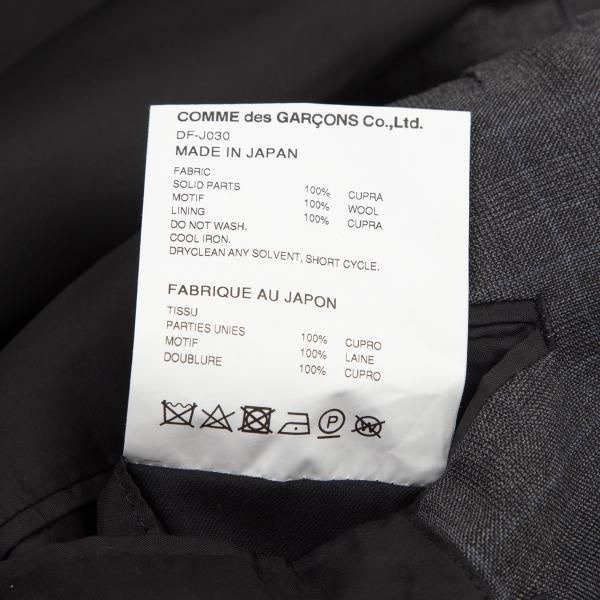 COMME des GARÇONS Co.,Ltd.
DF-J030
MADE IN JAPAN
FABRIC
SOLID PARTS 100% CUPRA
MOTIF 100% WOOL
LINING 100% CUPRA
DO NOT WASH.
COOL IRON.
DRYCLEAN ANY SOLVENT, SHORT CYCLE.
FABRIQUE AU JAPON
TISSU
PARTIES UNIES 100% CUPRO
MOTIF 100% LAINE
DOUBLURE 100% CUPRO
P W